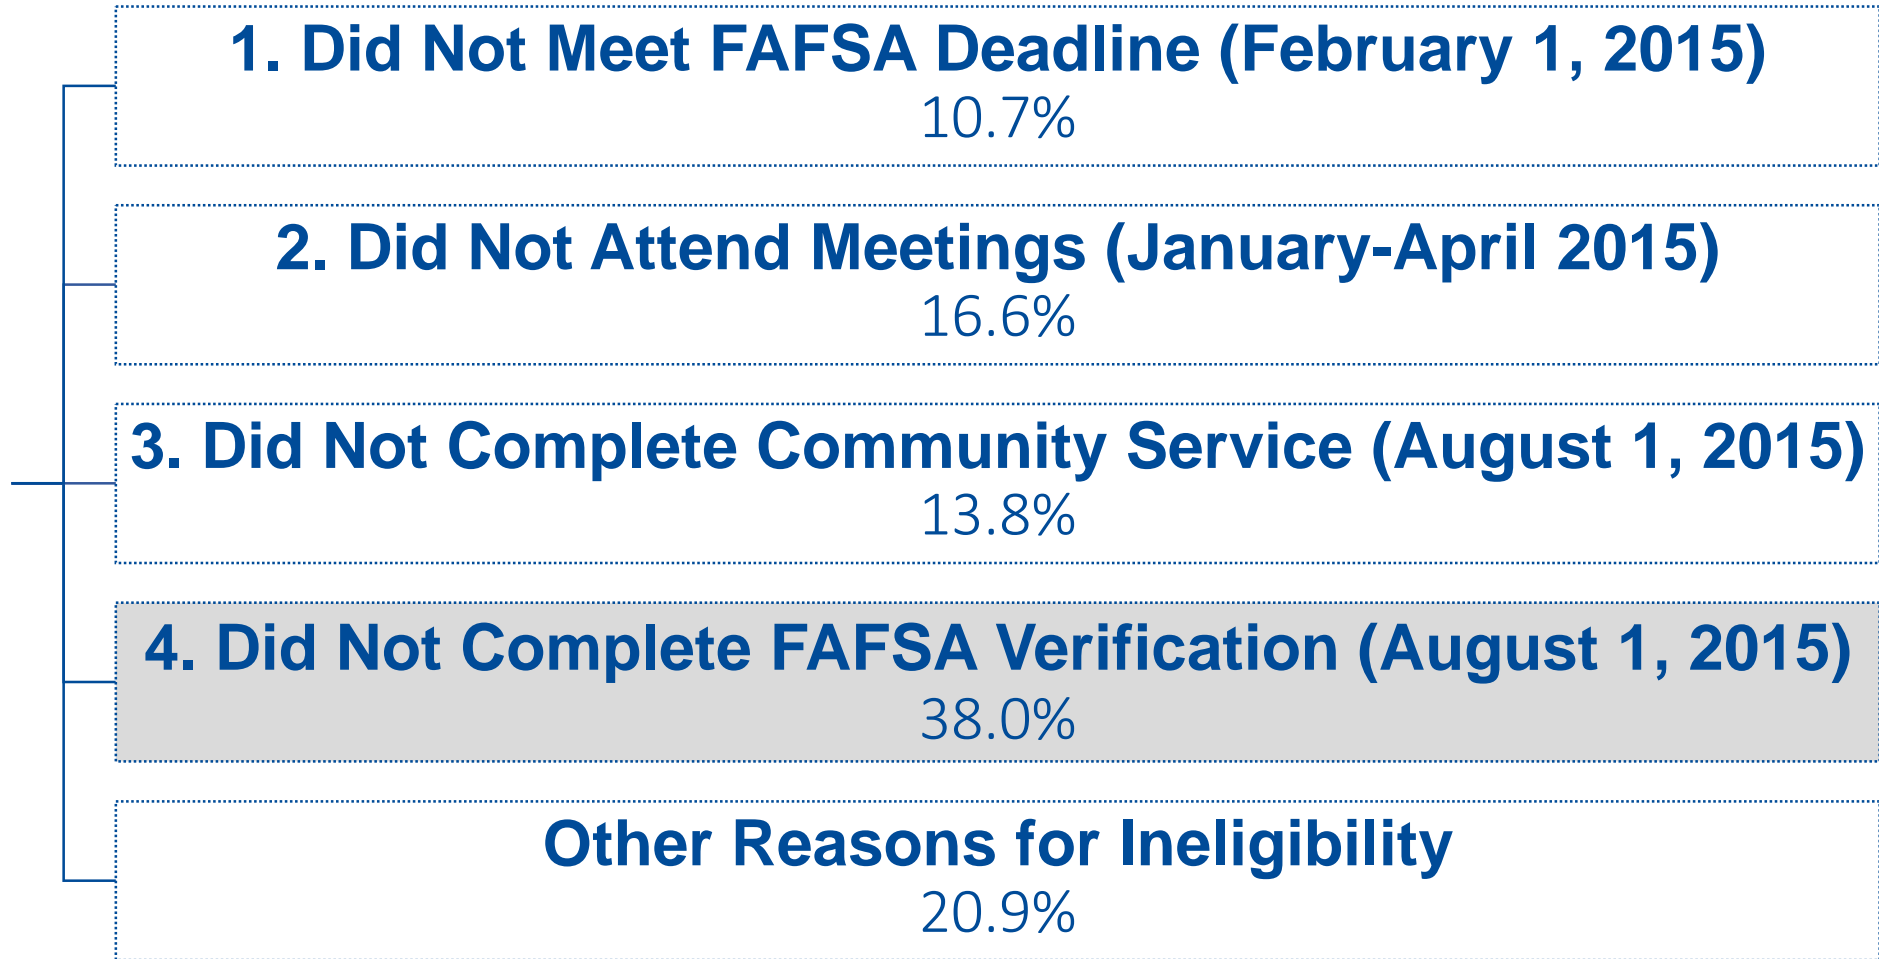 1. Did Not Meet FAFSA Deadline (February 1, 2015)
10.7%
2. Did Not Attend Meetings (January-April 2015)
16.6%
3. Did Not Complete Community Service (August 1, 2015)
13.8%
4. Did Not Complete FAFSA Verification (August 1, 2015)
38.0%
Other Reasons for Ineligibility
20.9%